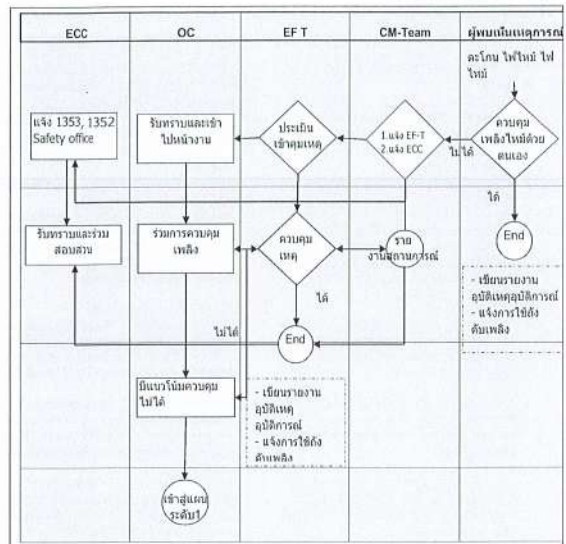 ECC OC EF T CM-Team ผู้พบเห็นเหตุการณ์
ตะโกน ไฟไหม้ ไฟ
ไหม้
แจ้ง 1353, 1352
Safety office
รับทราบและเข้า
ไปหน้างาน
ประเมิน
เข้าคุมเหตุ
1.แจ้ง EF-T
2.แจ้ง ECC
ควบคุม
เพลิงไหม้ด้วย
ตนเอง
ไม่ได้
ได้
รับทราบและร่วม
สอบสวน
ร่วมการควบคุม
เพลิง
ควบคุม
เหตุ
ราย
งานสถานการณ์
End
ได้
ไม่ได้
End
- เขียนรายงาน
อุบัติเหตุอุบัติการณ์
- แจ้งการใช้ถัง
ดับเพลิง
มีแนวโน้มควบคุม
ไม่ได้
- เขียนรายงาน
อุบัติเหตุ
อุบัติการณ์
- แจ้งการใช้ถัง
ดับเพลิง
เข้าสู่แผน
ระดับ1